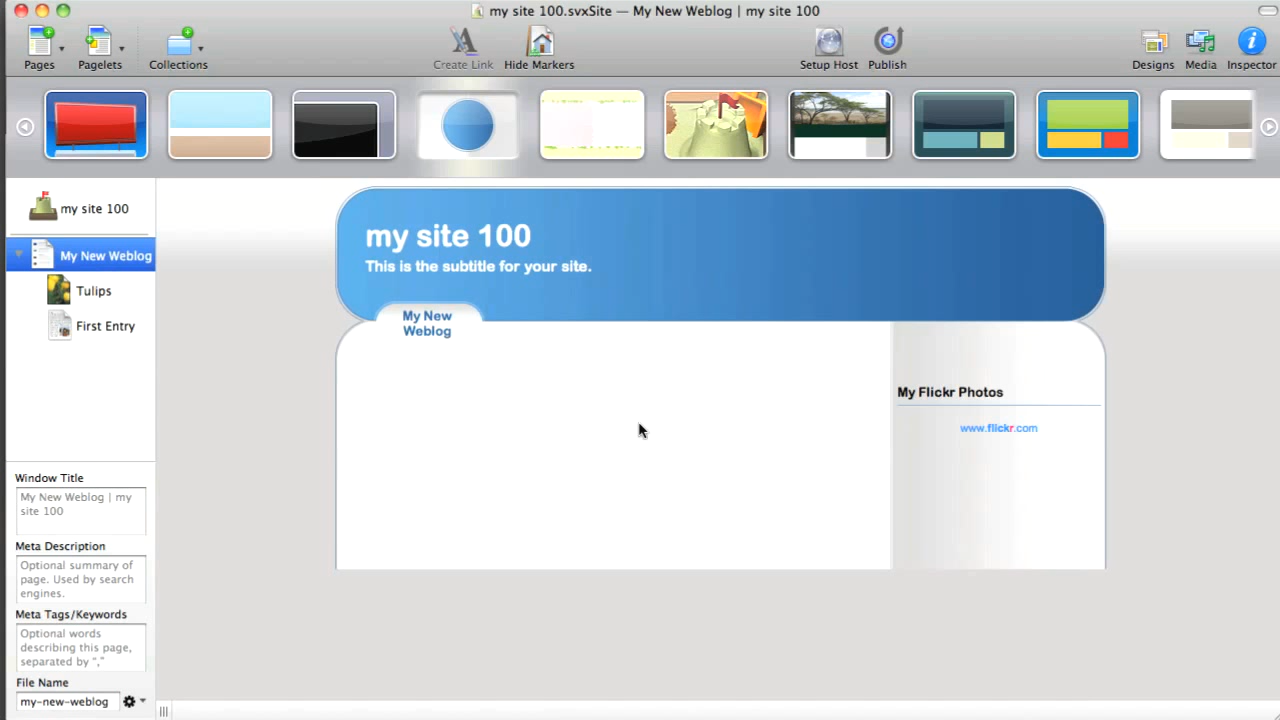 my site 100.svxSite — My New Weblog | my site 100
Pages
Pagelets
Collections
Create Link
Hide Markers
Setup Host
Publish
Designs
Media
Inspector
my site 100
My New Weblog
Tulips
First Entry
my site 100
This is the subtitle for your site.
My New
Weblog
My Flickr Photos
www.flickr.com
Window Title
My New Weblog | my
site 100
Meta Description
Optional summary of
page. Used by search
engines.
Meta Tags/Keywords
Optional words
describing this page,
separated by ","
File Name
my-new-weblog